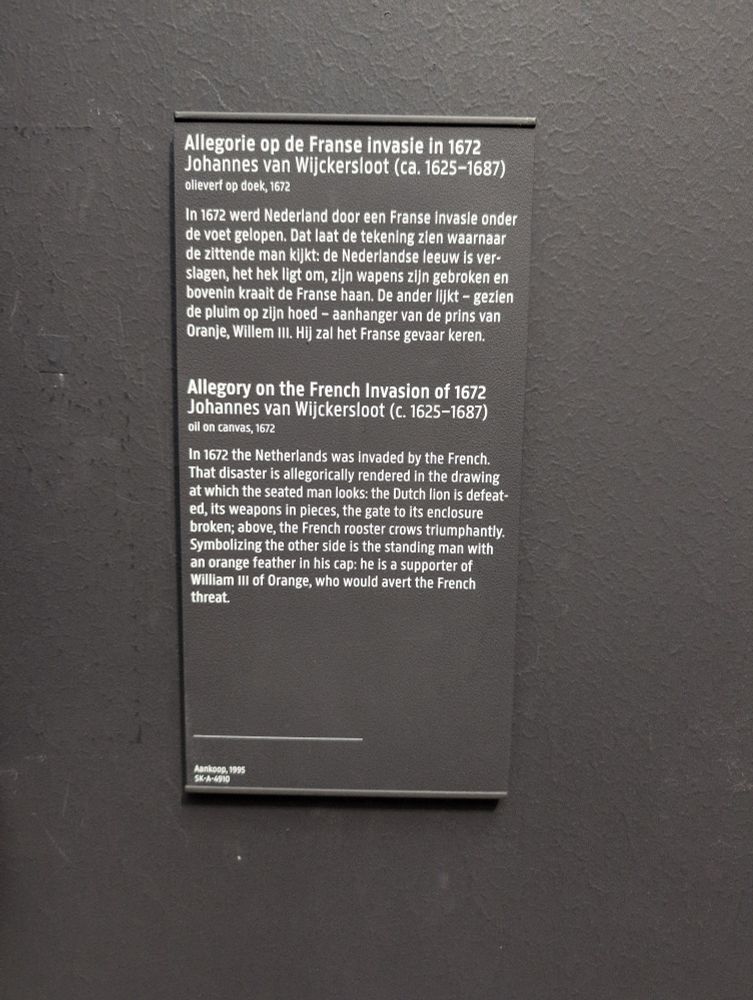 Allegorie op de Franse invasie in 1672
Johannes van Wijckersloot (ca. 1625–1687)
olieverf op doek, 1672
In 1672 werd Nederland door een Franse invasie onder
de voet gelopen. Dat laat de tekening zien waarnaar
de zittende man kijkt: de Nederlandse leeuw is ver-
slagen, het hek ligt om, zijn wapens zijn gebroken en
bovenin kraait de Franse haan. De ander lijkt – gezien
de pluim op zijn hoed – aanhanger van de prins van
Oranje, Willem III. Hij zal het Franse gevaar keren.
Allegory on the French Invasion of 1672
Johannes van Wijckersloot (c. 1625–1687)
oil on canvas, 1672
In 1672 the Netherlands was invaded by the French.
That disaster is allegorically rendered in the drawing
at which the seated man looks: the Dutch lion is defeat-
ed, its weapons in pieces, the gate to its enclosure
broken; above, the French rooster crows triumphantly.
Symbolizing the other side is the standing man with
an orange feather in his cap: he is a supporter of
William III of Orange, who would avert the French
threat.
Aankoop, 1995
SK-A-4910